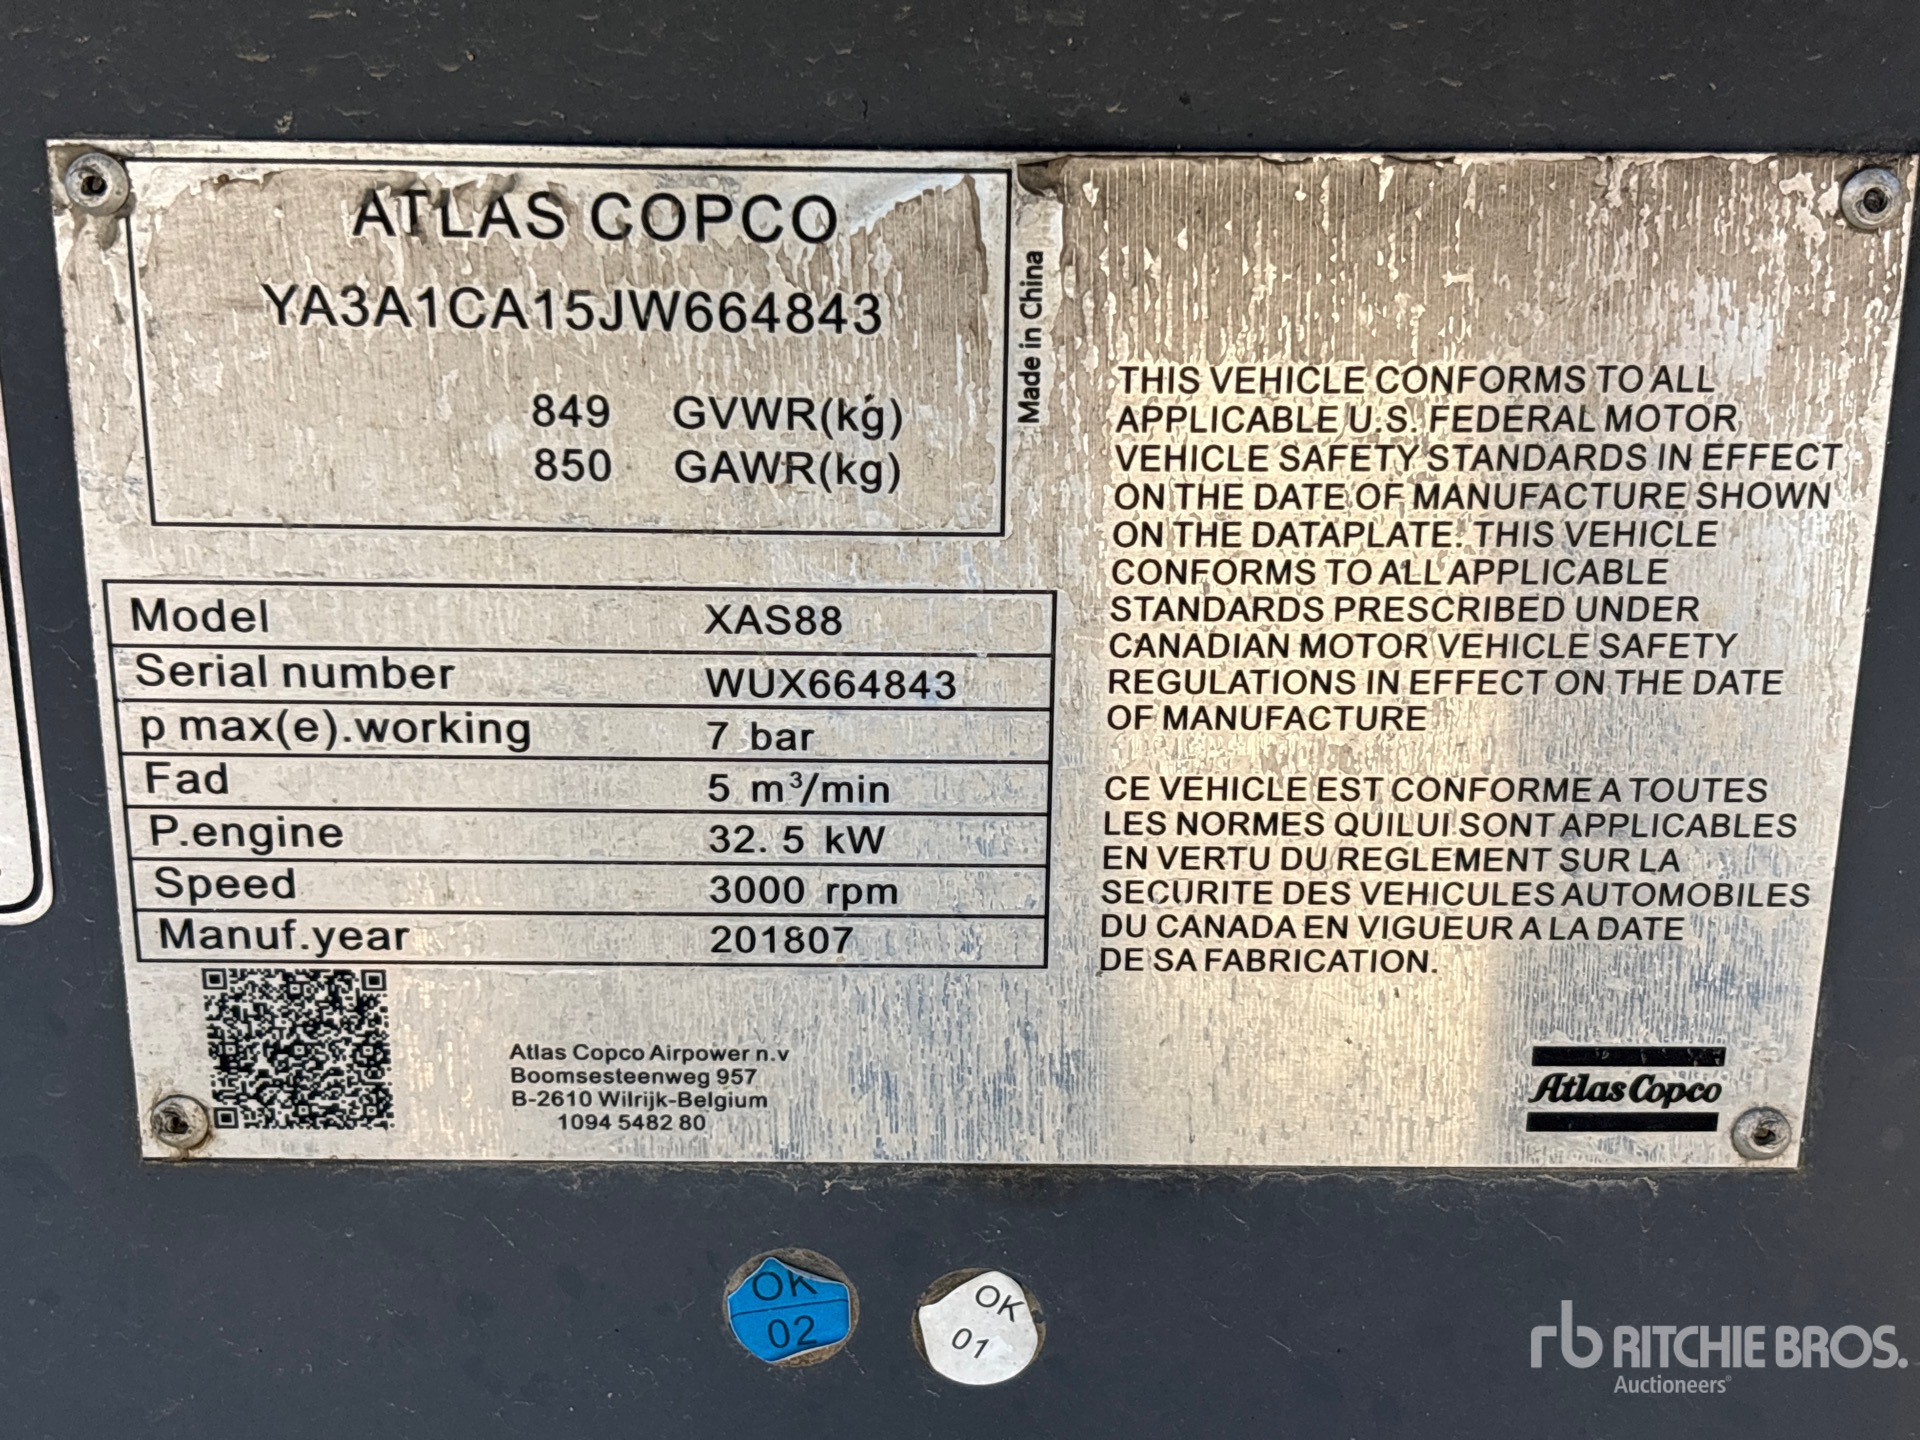 ATLAS COPCO
YA3A1CA15JW664843
849 GVWR(kg)
850 GAWR(kg)
Made in China
Model XAS88
Serial number WUX664843
p max(e).working 7 bar
Fad 5 m³/min
P.engine 32.5 kW
Speed 3000 rpm
Manuf.year 201807
Atlas Copco Airpower n.v
Boomsesteenweg 957
B-2610 Wilrijk-Belgium
1094 5482 80
THIS VEHICLE CONFORMS TO ALL
APPLICABLE U.S. FEDERAL MOTOR
VEHICLE SAFETY STANDARDS IN EFFECT
ON THE DATE OF MANUFACTURE SHOWN
ON THE DATAPLATE. THIS VEHICLE
CONFORMS TO ALL APPLICABLE
STANDARDS PRESCRIBED UNDER
CANADIAN MOTOR VEHICLE SAFETY
REGULATIONS IN EFFECT ON THE DATE
OF MANUFACTURE
CE VEHICLE EST CONFORME A TOUTES
LES NORMES QUILUI SONT APPLICABLES
EN VERTU DU REGLEMENT SUR LA
SECURITE DES VEHICULES AUTOMOBILES
DU CANADA EN VIGUEUR A LA DATE
DE SA FABRICATION.
Atlas Copco
OK
02
OK
01
rb RITCHIE BROS.
Auctioneers